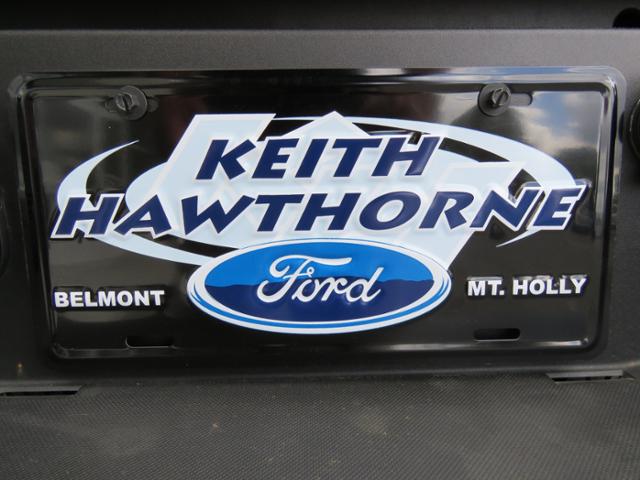 KEITH
HAWTHORNE
Ford
BELMONT
MT. HOLLY